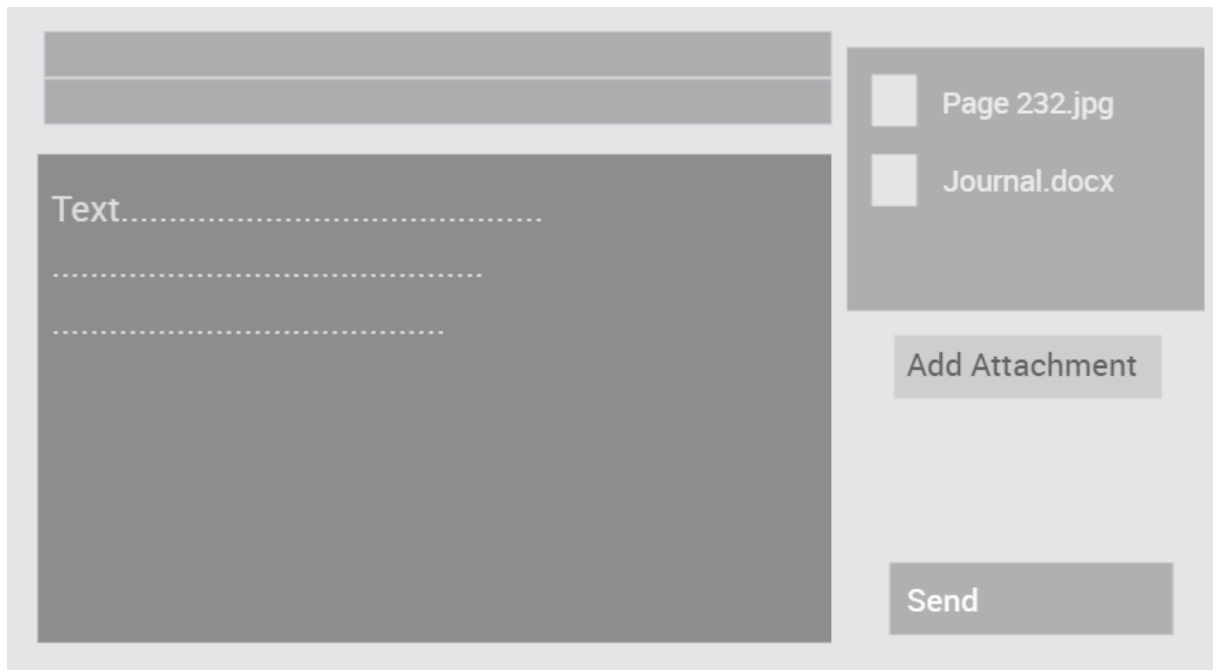 Text............................................
.............................................
.........................................
Page 232.jpg
Journal.docx
Add Attachment
Send